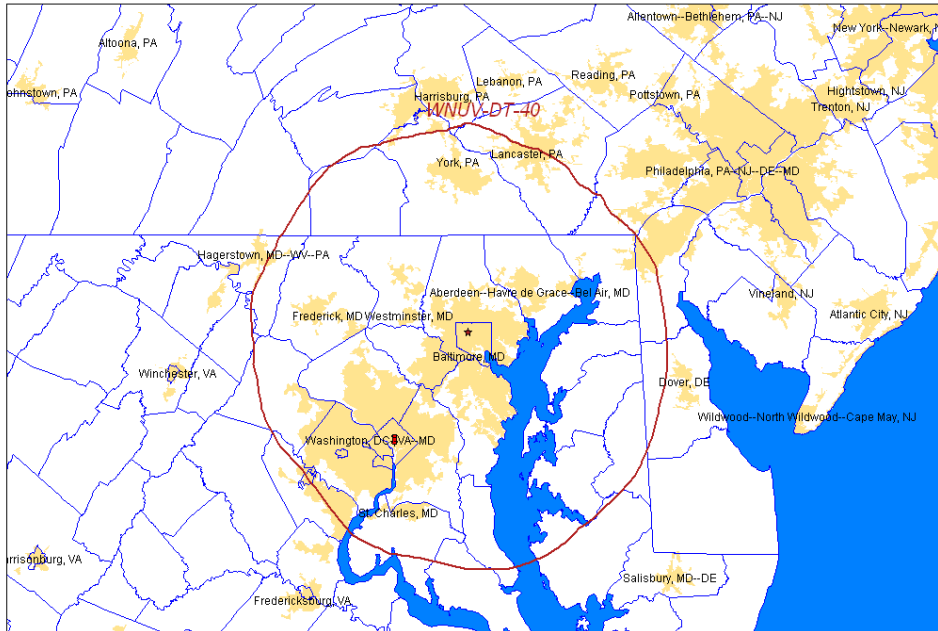 Allentown--Bethlehem, PA--NJ
New York--Newark, N
Altoona, PA
Lebanon, PA
Reading, PA
ohnstown, PA
Harrisburg, PA
Pottstown, PA
Hightstown, NJ
Trenton, NJ
WNUV-DT-40
York, PA
Lancaster, PA
Philadelphia, PA--NJ--DE--MD
Hagerstown, MD--WV--PA
Aberdeen--Havre de Grace--Bel Air, MD
Vineland, NJ
Frederick, MD
Westminster, MD
Atlantic City, NJ
Baltimore, MD
Winchester, VA
Dover, DE
Wildwood--North Wildwood--Cape May, NJ
Washington, DC--VA--MD
St. Charles, MD
arrisonburg, VA
Salisbury, MD--DE
Fredericksburg, VA